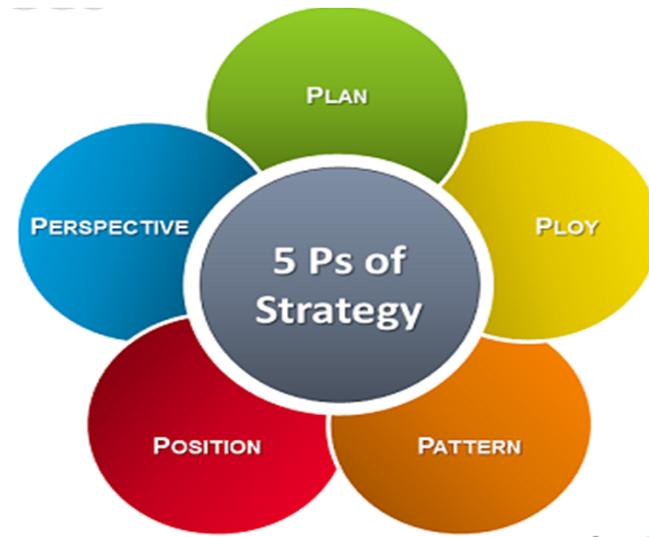 PLAN
PERSPECTIVE
PLOY
5 Ps of
Strategy
POSITION
PATTERN